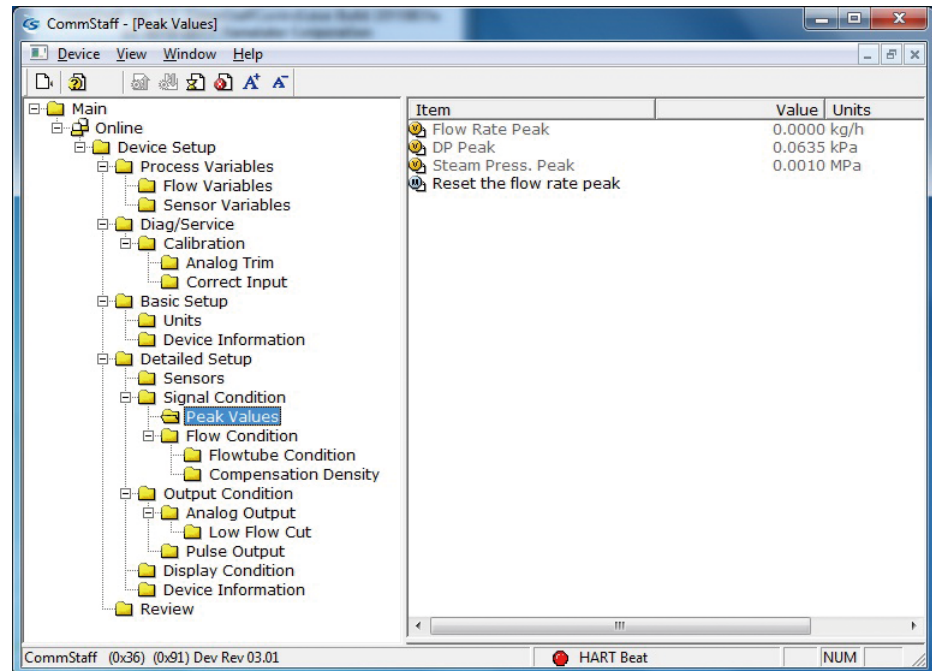 CommStaff - [Peak Values]
Device View Window Help
Main
Online
Device Setup
Process Variables
Flow Variables
Sensor Variables
Diag/Service
Calibration
Analog Trim
Correct Input
Basic Setup
Units
Device Information
Detailed Setup
Sensors
Signal Condition
Peak Values
Flow Condition
Flowtube Condition
Compensation Density
Output Condition
Analog Output
Low Flow Cut
Pulse Output
Display Condition
Device Information
Review
Item Value Units
Flow Rate Peak 0.0000 kg/h
DP Peak 0.0635 kPa
Steam Press. Peak 0.0010 MPa
Reset the flow rate peak
CommStaff (0x36) (0x91) Dev Rev 03.01 HART Beat NUM